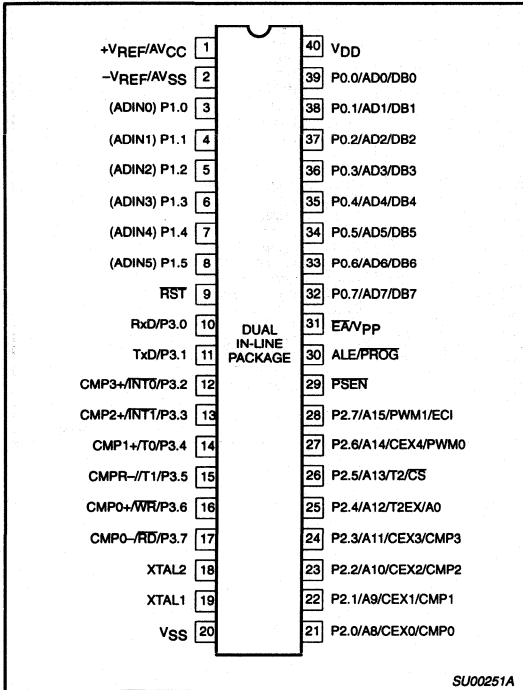 +VREF/AVCC 1 40 VDD
–VREF/AVSS 2 39 P0.0/AD0/DB0
(ADIN0) P1.0 3 38 P0.1/AD1/DB1
(ADIN1) P1.1 4 37 P0.2/AD2/DB2
(ADIN2) P1.2 5 36 P0.3/AD3/DB3
(ADIN3) P1.3 6 35 P0.4/AD4/DB4
(ADIN4) P1.4 7 34 P0.5/AD5/DB5
(ADIN5) P1.5 8 33 P0.6/AD6/DB6
RST 9 32 P0.7/AD7/DB7
RxD/P3.0 10 31 EA/VPP
DUAL
IN-LINE
PACKAGE
TxD/P3.1 11 30 ALE/PROG
CMP3+/INT0/P3.2 12 29 PSEN
CMP2+/INT1/P3.3 13 28 P2.7/A15/PWM1/ECI
CMP1+/T0/P3.4 14 27 P2.6/A14/CEX4/PWM0
CMPR–//T1/P3.5 15 26 P2.5/A13/T2/CS
CMP0+/WR/P3.6 16 25 P2.4/A12/T2EX/A0
CMP0–/RD/P3.7 17 24 P2.3/A11/CEX3/CMP3
XTAL2 18 23 P2.2/A10/CEX2/CMP2
XTAL1 19 22 P2.1/A9/CEX1/CMP1
VSS 20 21 P2.0/A8/CEX0/CMP0
SU00251A